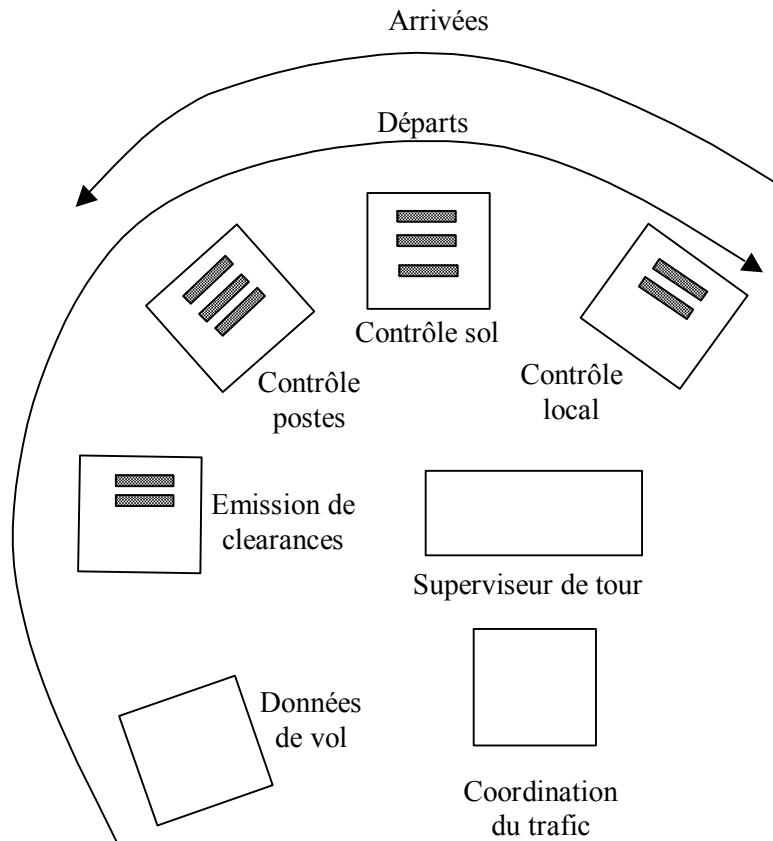 Arrivées
Départs
Contrôle sol
Contrôle
postes
Contrôle
local
Emission de
clearances
Superviseur de tour
Données
de vol
Coordination
du trafic